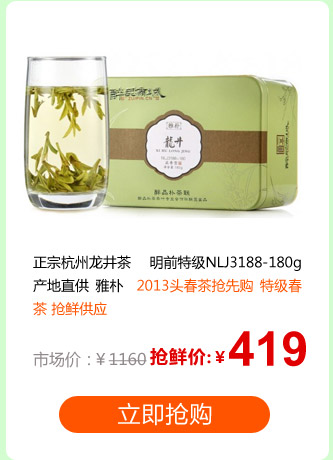 雅朴
龍井
正宗杭州龙井茶 明前特级NLJ3188-180g
产地直供 雅朴 2013头春茶抢先购 特级春
茶 抢鲜供应
市场价：¥1160 抢鲜价:¥419
立即抢购